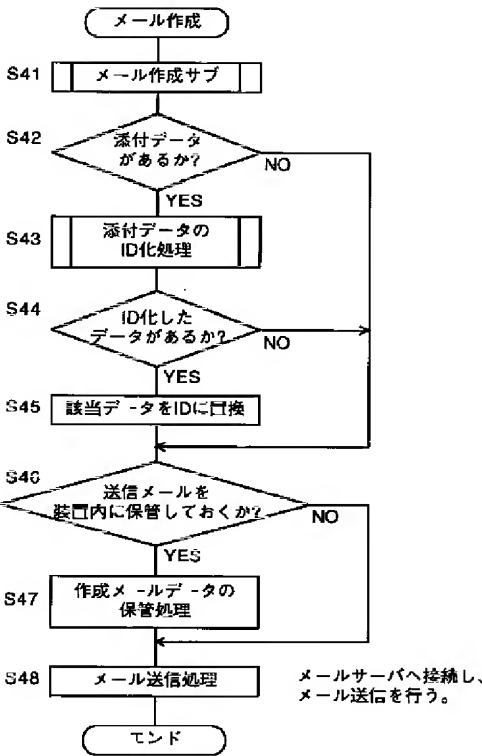 メール作成
S41
メール作成サブ
S42
添付データ
があるか?
NO
YES
S43
添付データの
ID化処理
S44
ID化した
データがあるか?
NO
YES
S45
該当データをIDに置換
S46
送信メールを
装置内に保管しておくか?
NO
YES
S47
作成メールデータの
保管処理
S48
メール送信処理
メールサーバへ接続し、
メール送信を行う。
エンド